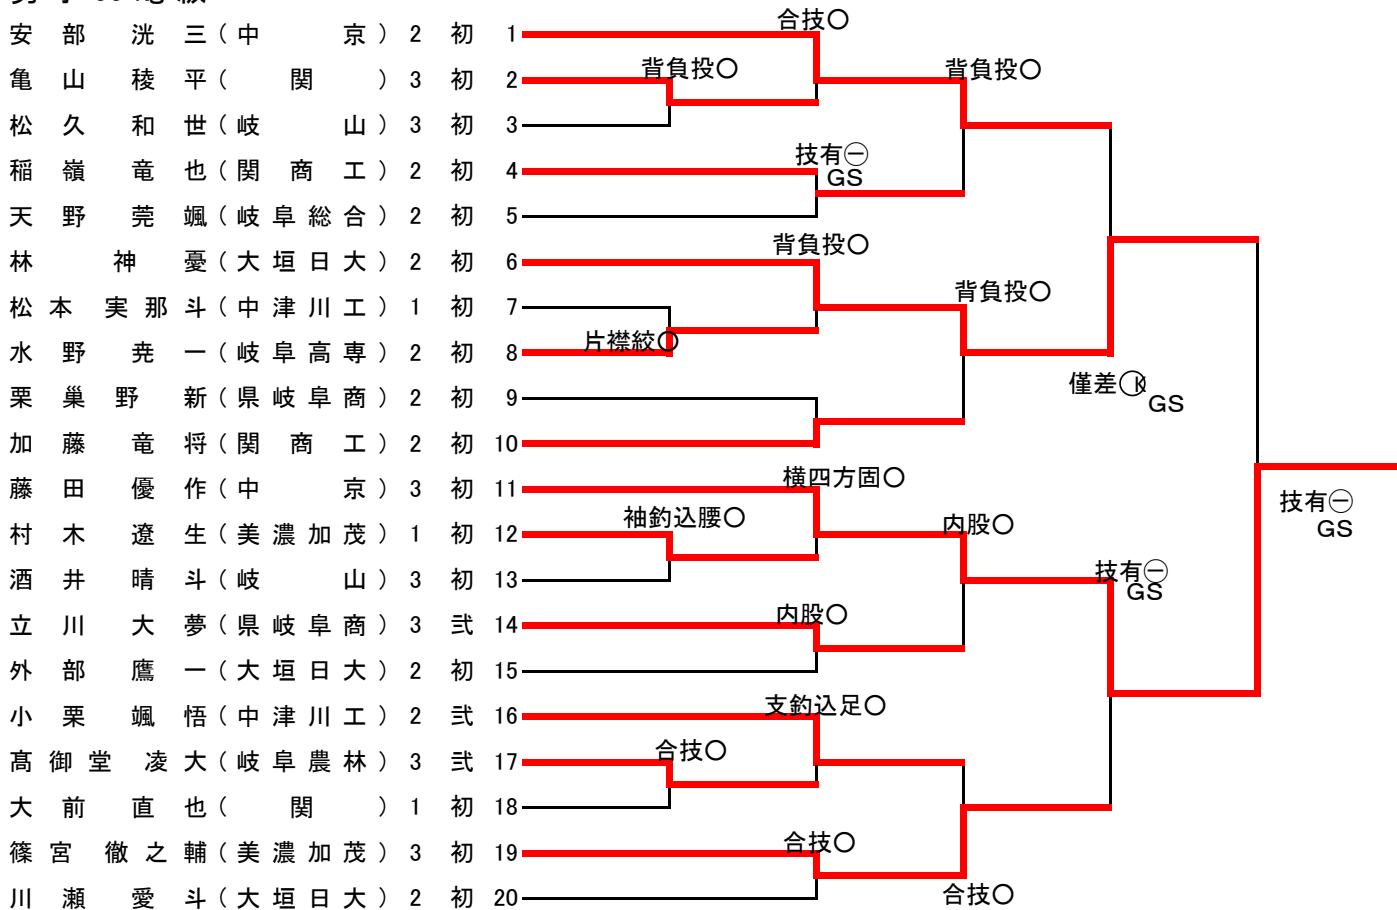 安部洸三(中京)2 初 1
合技〇
亀山稜平(関)3 初 2
背負投〇
背負投〇
松久和世(岐山)3 初 3
稲嶺竜也(関商工)2 初 4
技有㊀
GS
天野莞颯(岐阜総合)2 初 5
林神憂(大垣日大)2 初 6
背負投〇
松本実那斗(中津川工)1 初 7
背負投〇
水野尭一(岐阜高専)2 初 8
片襟絞〇
栗巣野新(県岐阜商)2 初 9
僅差
GS
加藤竜将(関商工)2 初 10
藤田優作(中京)3 初 11
横四方固〇
技有㊀
GS
村木遼生(美濃加茂)1 初 12
袖釣込腰〇
内股〇
酒井晴斗(岐山)3 初 13
技有㊀
GS
立川大夢(県岐阜商)3 弐 14
内股〇
外部鷹一(大垣日大)2 初 15
小栗颯悟(中津川工)2 弐 16
支釣込足〇
髙御堂凌大(岐阜農林)3 弐 17
合技〇
大前直也(関)1 初 18
篠宮徹之輔(美濃加茂)3 初 19
合技〇
川瀬愛斗(大垣日大)2 初 20
合技〇